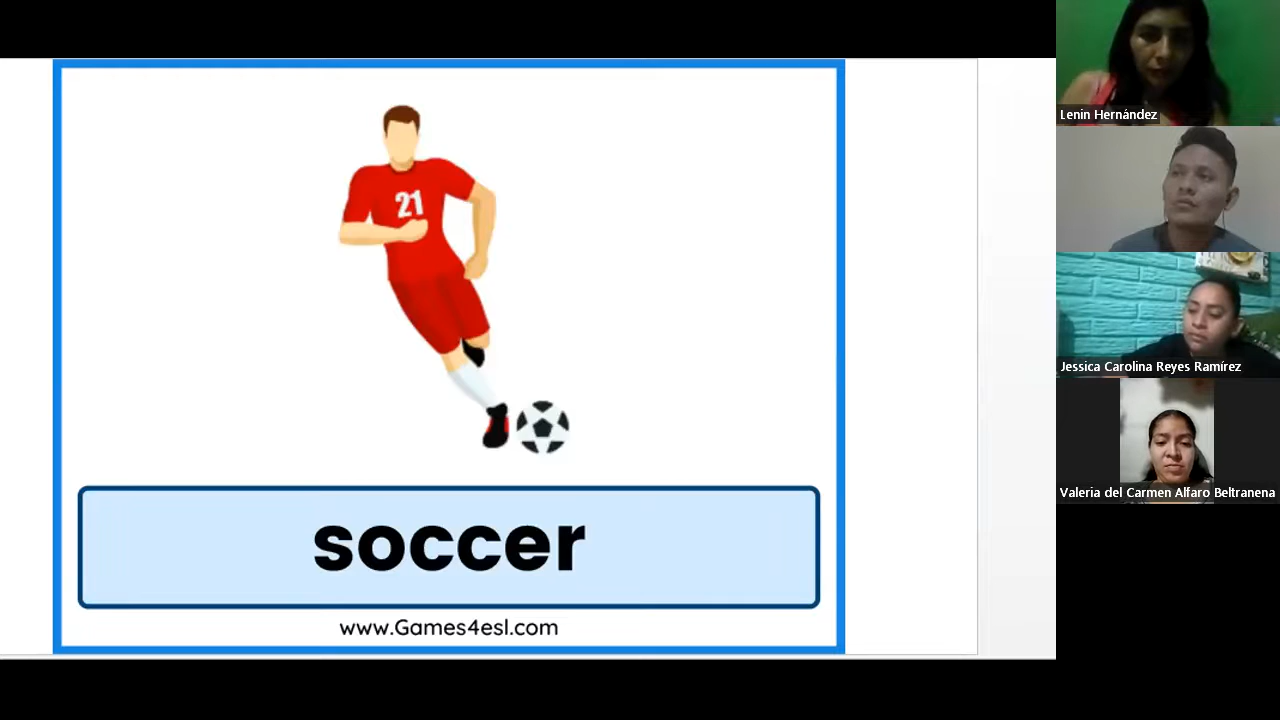 21
soccer
www.Games4esl.com
Lenin Hernández
Jessica Carolina Reyes Ramírez
Valeria del Carmen Alfaro Beltranena